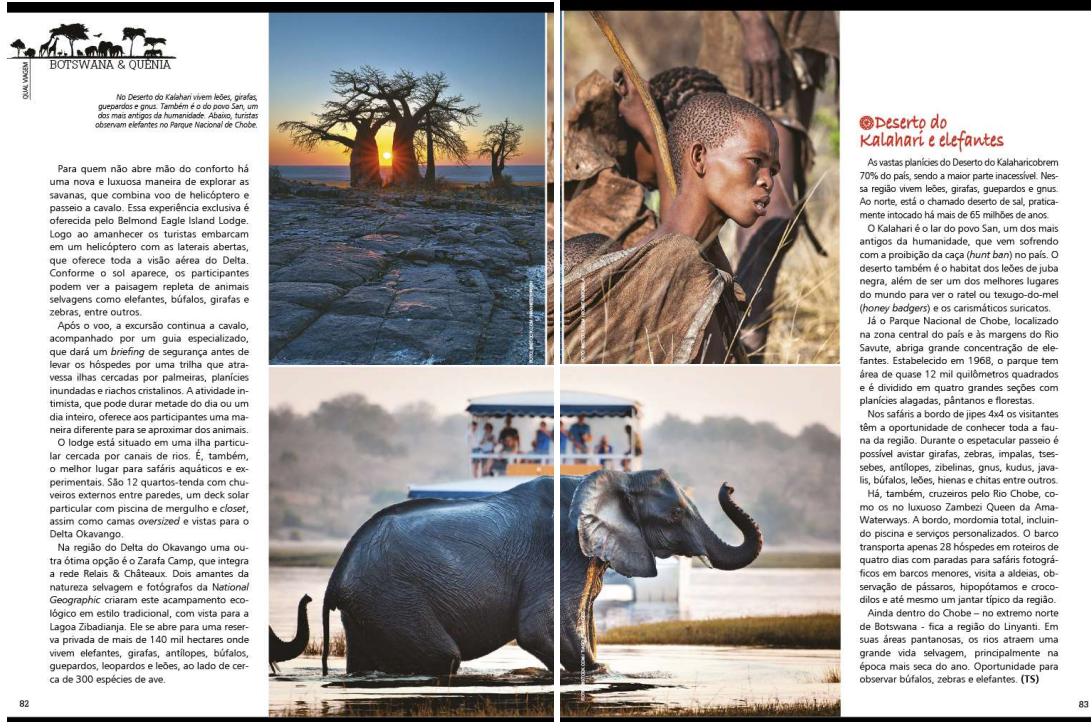 BOTSWANA & QUÊNIA
QUAL VIAGEM
No Deserto do Kalahari vivem leões, girafas,
guepardos e gnus. Também é o do povo San, um
dos mais antigos da humanidade. Abaixo, turistas
observam elefantes no Parque Nacional de Chobe.
Para quem não abre mão do conforto há
uma nova e luxuosa maneira de explorar as
savanas, que combina voo de helicóptero e
passeio a cavalo. Essa experiência exclusiva é
oferecida pelo Belmond Eagle Island Lodge.
Logo ao amanhecer os turistas embarcam
em um helicóptero com as laterais abertas,
que oferece toda a visão aérea do Delta.
Conforme o sol aparece, os participantes
podem ver a paisagem repleta de animais
selvagens como elefantes, búfalos, girafas e
zebras, entre outros.
Após o voo, a excursão continua a cavalo,
acompanhado por um guia especializado,
que dará um briefing de segurança antes de
levar os hóspedes por uma trilha que atra-
vessa ilhas cercadas por palmeiras, planícies
inundadas e riachos cristalinos. A atividade in-
timista, que pode durar metade do dia ou um
dia inteiro, oferece aos participantes uma ma-
neira diferente para se aproximar dos animais.
O lodge está situado em uma ilha particu-
lar cercada por canais de rios. É, também,
o melhor lugar para safáris aquáticos e ex-
perimentais. São 12 quartos-tenda com chu-
veiros externos entre paredes, um deck solar
particular com piscina de mergulho e closet,
assim como camas oversized e vistas para o
Delta Okavango.
Na região do Delta do Okavango uma ou-
tra ótima opção é o Zarafa Camp, que integra
a rede Relais & Châteaux. Dois amantes da
natureza selvagem e fotógrafos da National
Geographic criaram este acampamento eco-
lógico em estilo tradicional, com vista para a
Lagoa Zibadianja. Ele se abre para uma reser-
va privada de mais de 140 mil hectares onde
vivem elefantes, girafas, antílopes, búfalos,
guepardos, leopardos e leões, ao lado de cer-
ca de 300 espécies de ave.
82
Deserto do
Kalahari e elefantes
As vastas planícies do Deserto do Kalaharicobrem
70% do país, sendo a maior parte inacessível. Nes-
sa região vivem leões, girafas, guepardos e gnus.
Ao norte, está o chamado deserto de sal, pratica-
mente intocado há mais de 65 milhões de anos.
O Kalahari é o lar do povo San, um dos mais
antigos da humanidade, que vem sofrendo
com a proibição da caça (hunt ban) no país. O
deserto também é o habitat dos leões de juba
negra, além de ser um dos melhores lugares
do mundo para ver o ratel ou texugo-do-mel
(honey badgers) e os carismáticos suricatos.
Já o Parque Nacional de Chobe, localizado
na zona central do país e às margens do Rio
Savute, abriga grande concentração de ele-
fantes. Estabelecido em 1968, o parque tem
área de quase 12 mil quilômetros quadrados
e é dividido em quatro grandes seções com
planícies alagadas, pântanos e florestas.
Nos safáris a bordo de jipes 4x4 os visitantes
têm a oportunidade de conhecer toda a fau-
na da região. Durante o espetacular passeio é
possível avistar girafas, zebras, impalas, tses-
sebes, antílopes, zibelinas, gnus, kudus, java-
lis, búfalos, leões, hienas e chitas entre outros.
Há, também, cruzeiros pelo Rio Chobe, co-
mo os no luxuoso Zambezi Queen da Ama-
Waterways. A bordo, mordomia total, incluin-
do piscina e serviços personalizados. O barco
transporta apenas 28 hóspedes em roteiros de
quatro dias com paradas para safáris fotográ-
ficos em barcos menores, visita a aldeias, ob-
servação de pássaros, hipopótamos e croco-
dilos e até mesmo um jantar típico da região.
Ainda dentro do Chobe – no extremo norte
de Botswana - fica a região do Linyanti. Em
suas áreas pantanosas, os rios atraem uma
grande vida selvagem, principalmente na
época mais seca do ano. Oportunidade para
observar búfalos, zebras e elefantes. (TS)
83